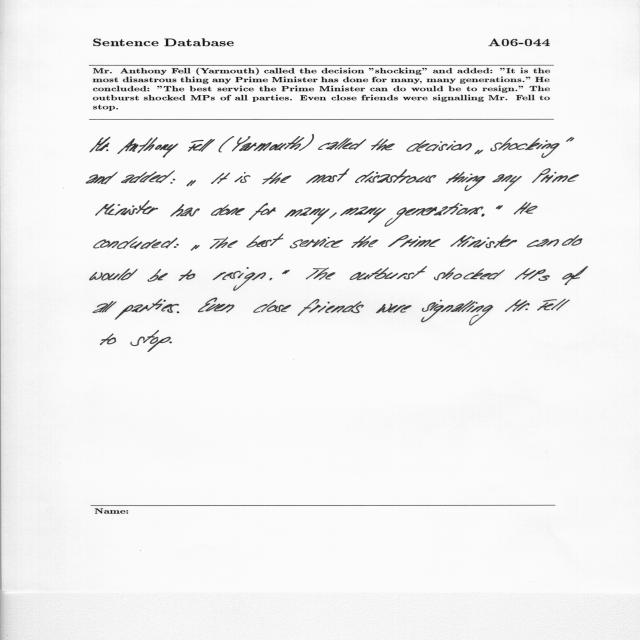 Sentence Database A06-044
Mr. Anthony Fell (Yarmouth) called the decision "shocking" and added: "It is the
most disastrous thing any Prime Minister has done for many, many generations." He
concluded: "The best service the Prime Minister can do would be to resign." The
outburst shocked MPs of all parties. Even close friends were signalling Mr. Fell to
stop.
Mr. Anthony Fell (Yarmouth) called the decision „shocking"
and added: „It is the most disastrous thing any Prime
Minister has done for many, many generations." He
concluded: „The best service the Prime Minister can do
would be to resign." The outburst shocked MPs of
all parties. Even close friends were signalling Mr. Fell
to stop.
Name: